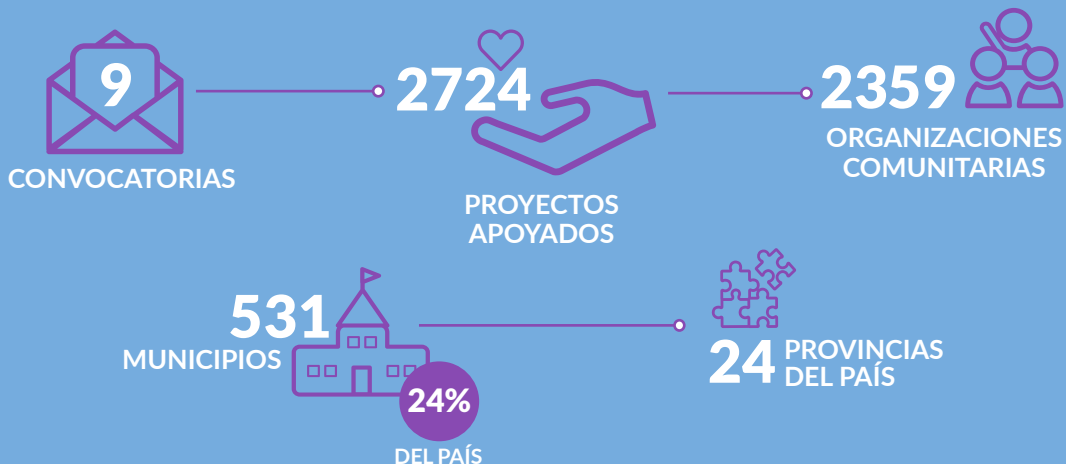 9
CONVOCATORIAS
2724
PROYECTOS
APOYADOS
2359
ORGANIZACIONES
COMUNITARIAS
531
MUNICIPIOS
24%
DEL PAÍS
24 PROVINCIAS
DEL PAÍS